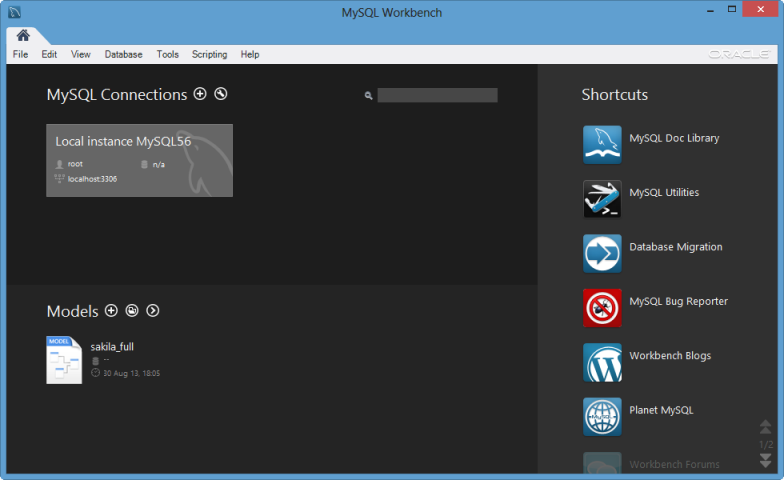 MySQL Workbench
File Edit View Database Tools Scripting Help
ORACLE
MySQL Connections
Local instance MySQL56
root
n/a
localhost:3306
Models
MODEL
sakila_full
--
30 Aug 13, 18:05
Shortcuts
MySQL Doc Library
MySQL Utilities
Database Migration
MySQL Bug Reporter
Workbench Blogs
Planet MySQL
1/2
Workbench Forums